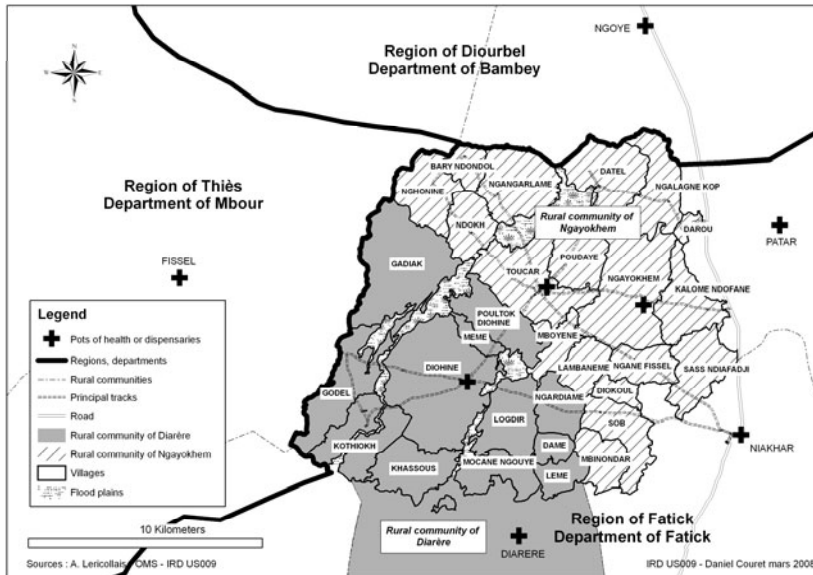 NGOYE
Region of Diourbel
Department of Bambey
BARY NDONDOL
DATEL
NGANGARLAME
NGALAGNE KOP
Region of Thiès
Department of Mbour
NGHONINE
NDOKH
Rural community of
Ngayokhem
DAROU
PATAR
FISSEL
GADIAK
TOUCAR
POUDAYE
NGAYOKHEM
KALOME NDOFANE
Legend
Pots of health or dispensaries
Regions, departments
Rural communities
Principal tracks
Road
Rural community of Diarère
Rural community of Ngayokhem
Villages
Flood plains
POULTOK
DIOHINE
MEME
MBOYENE
DIOHINE
LAMBANEME
NGANE FISSEL
SASS NDIAFADJI
GODEL
NGARDIAME
DIOKOUL
LOGDIR
SOB
KOTHIOKH
DAME
NIAKHAR
KHASSOUS
MOCANE NGOUYE
MBINONDAR
LEME
10 Kilometers
Rural community of
Diarère
DIARERE
Region of Fatick
Department of Fatick
Sources : A. Lericollais, OMS - IRD US009
IRD US009 - Daniel Couret mars 2008